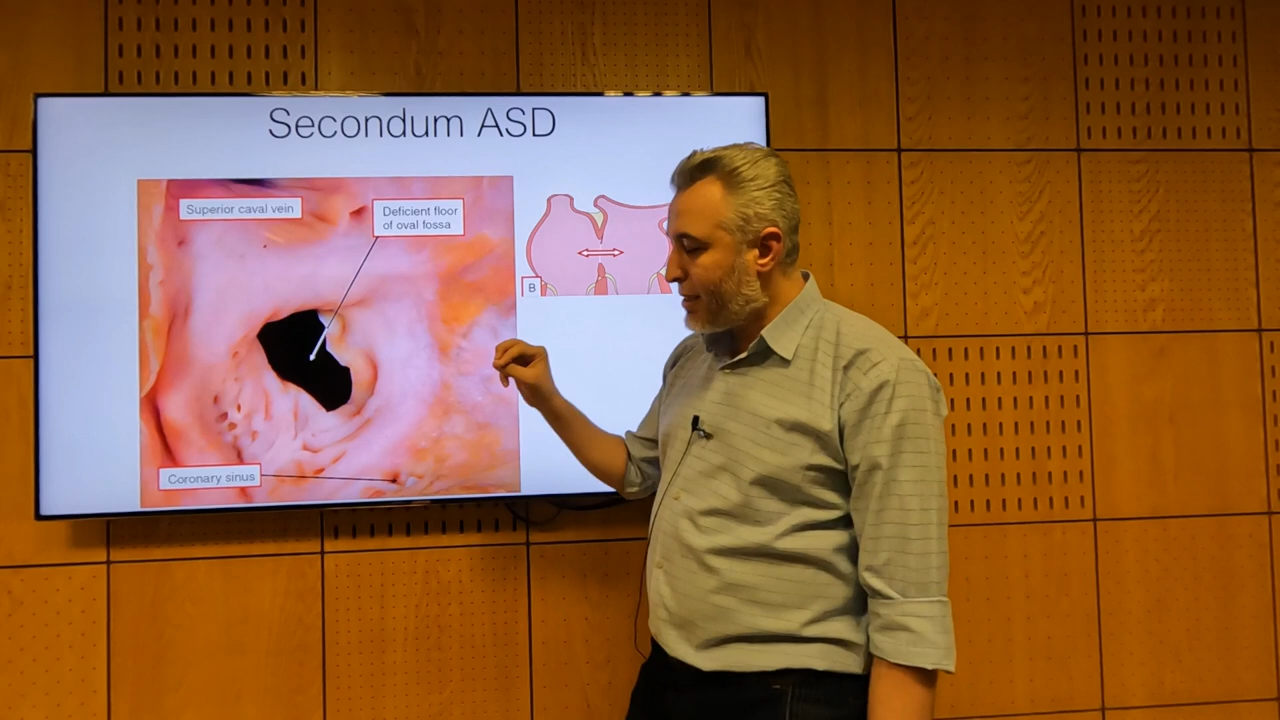 Secondum ASD
Superior caval vein
Deficient floor
of oval fossa
B
Coronary sinus